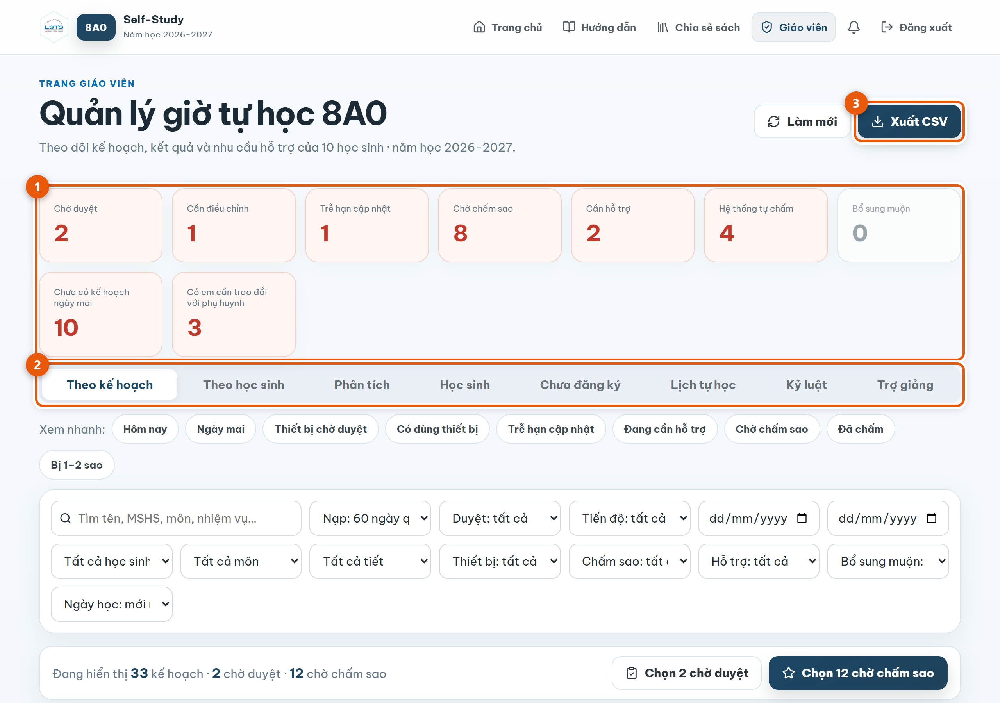 LSTS
8A0
Self-Study
Năm học 2026-2027
Trang chủ
Hướng dẫn
Chia sẻ sách
Giáo viên
Đăng xuất
TRANG GIÁO VIÊN
Quản lý giờ tự học 8A0
Theo dõi kế hoạch, kết quả và nhu cầu hỗ trợ của 10 học sinh · năm học 2026-2027.
Làm mới
3
Xuất CSV
1
Chờ duyệt
2
Cần điều chỉnh
1
Trễ hạn cập nhật
1
Chờ chấm sao
8
Cần hỗ trợ
2
Hệ thống tự chấm
4
Bổ sung muộn
0
Chưa có kế hoạch
ngày mai
10
Có em cần trao đổi
với phụ huynh
3
2
Theo kế hoạch
Theo học sinh
Phân tích
Học sinh
Chưa đăng ký
Lịch tự học
Kỷ luật
Trợ giảng
Xem nhanh:
Hôm nay
Ngày mai
Thiết bị chờ duyệt
Có dùng thiết bị
Trễ hạn cập nhật
Đang cần hỗ trợ
Chờ chấm sao
Đã chấm
Bị 1–2 sao
Tìm tên, MSHS, môn, nhiệm vụ...
Nạp: 60 ngày q
Duyệt: tất cả
Tiến độ: tất cả
dd/mm/yyyy
dd/mm/yyyy
Tất cả học sinh
Tất cả môn
Tất cả tiết
Thiết bị: tất cả
Chấm sao: tất
Hỗ trợ: tất cả
Bổ sung muộn:
Ngày học: mới
Đang hiển thị 33 kế hoạch · 2 chờ duyệt · 12 chờ chấm sao
Chọn 2 chờ duyệt
Chọn 12 chờ chấm sao